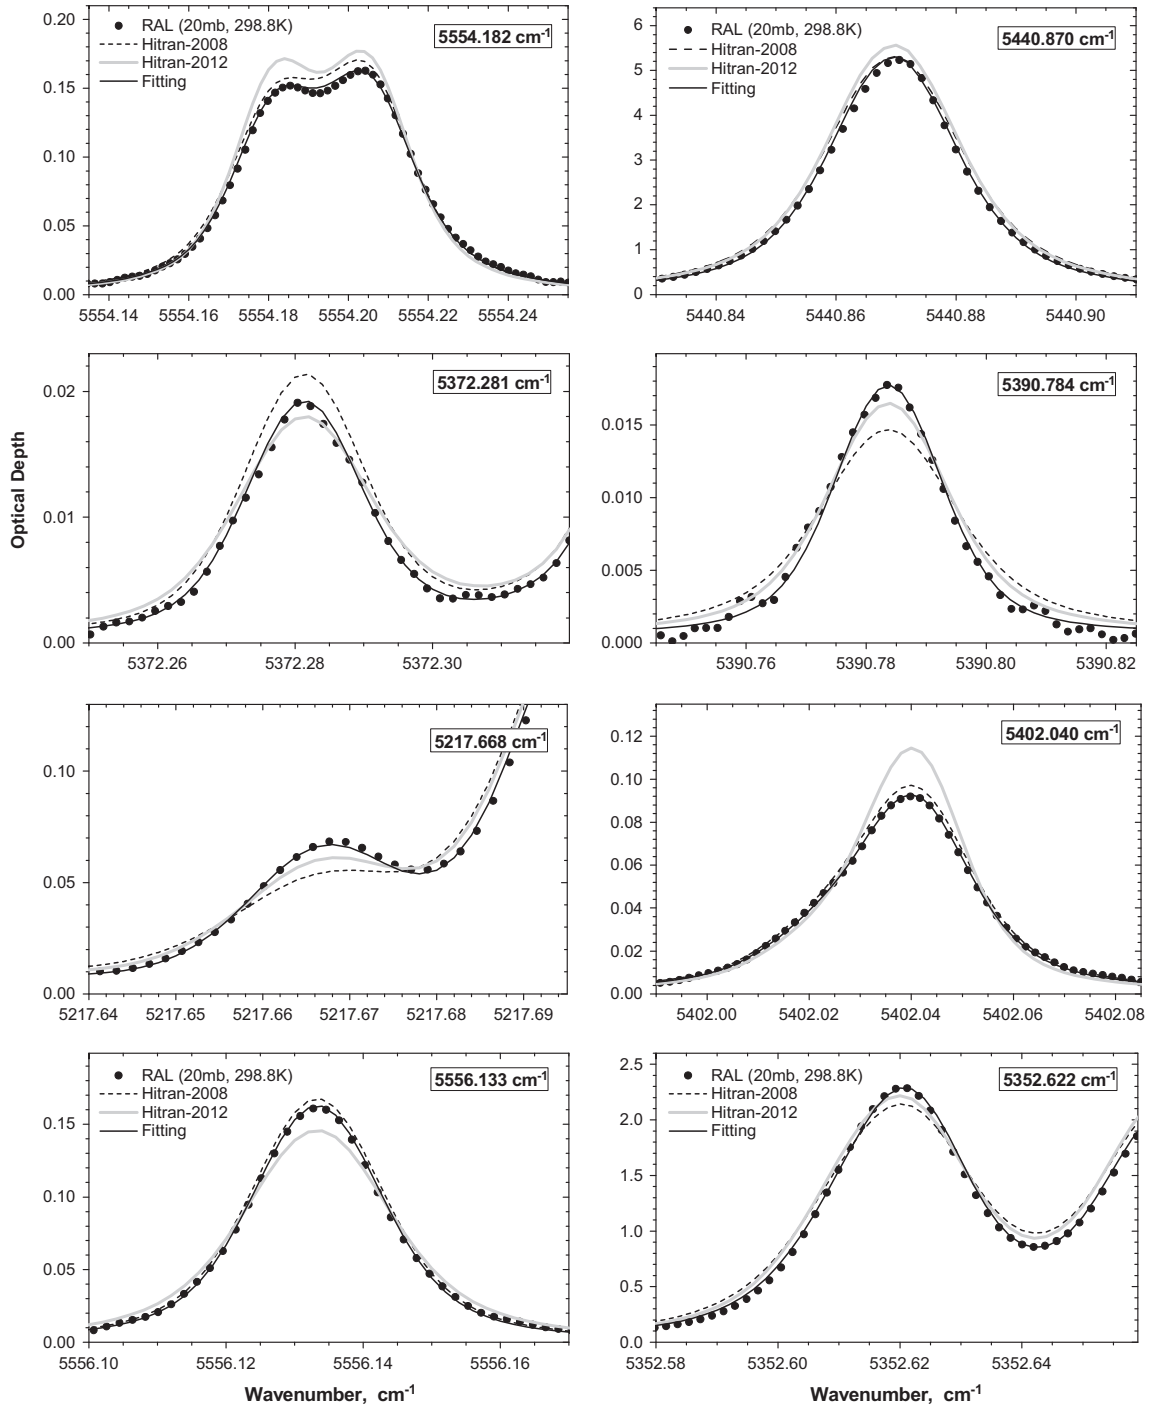 5554.182 cm-1
RAL (20mb, 298.8K)
Hitran-2008
Hitran-2012
Fitting
0.20
0.15
0.10
0.05
0.00
5554.14 5554.16 5554.18 5554.20 5554.22 5554.24
5440.870 cm-1
RAL (20mb, 298.8K)
Hitran-2008
Hitran-2012
Fitting
6
5
4
3
2
1
0
5440.84 5440.86 5440.88 5440.90
Optical Depth
5372.281 cm-1
0.02
0.01
0.00
5372.26 5372.28 5372.30
5390.784 cm-1
0.015
0.010
0.005
0.000
5390.76 5390.78 5390.80 5390.82
5217.668 cm-1
0.10
0.05
0.00
5217.64 5217.65 5217.66 5217.67 5217.68 5217.69
5402.040 cm-1
0.12
0.10
0.08
0.06
0.04
0.02
0.00
5402.00 5402.02 5402.04 5402.06 5402.08
5556.133 cm-1
RAL (20mb, 298.8K)
Hitran-2008
Hitran-2012
Fitting
0.15
0.10
0.05
0.00
5556.10 5556.12 5556.14 5556.16
Wavenumber, cm-1
5352.622 cm-1
RAL (20mb, 298.8K)
Hitran-2008
Hitran-2012
Fitting
2.5
2.0
1.5
1.0
0.5
0.0
5352.58 5352.60 5352.62 5352.64
Wavenumber, cm-1